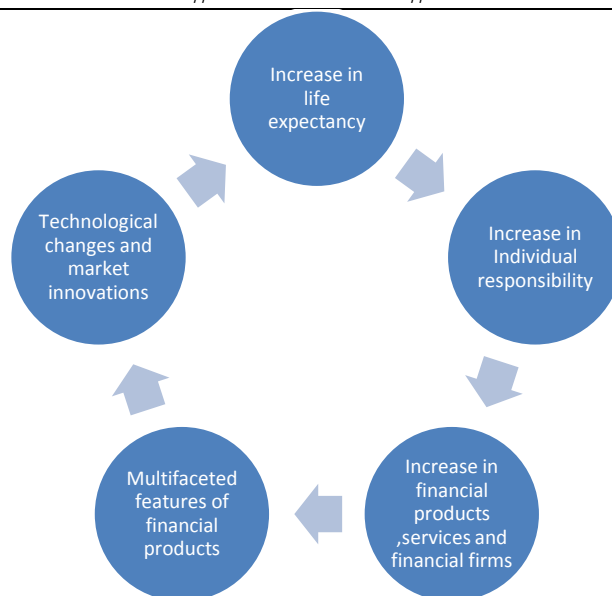 Increase in
life
expectancy
Increase in
Individual
responsibility
Increase in
financial
products
,services and
financial firms
Multifaceted
features of
financial
products
Technological
changes and
market
innovations